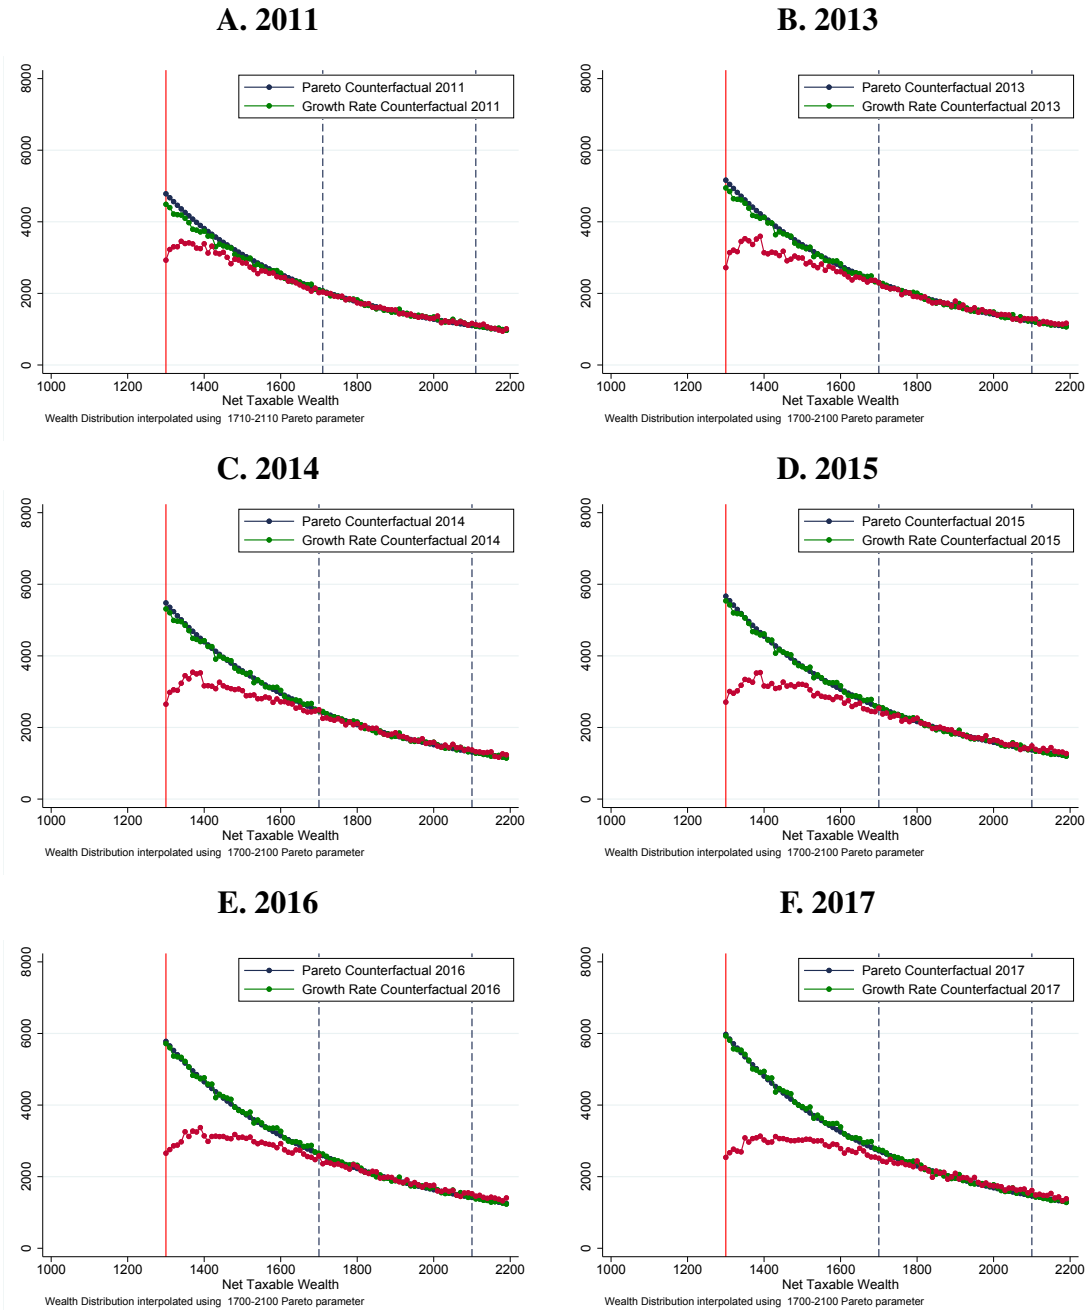 A. 2011
8000
6000
4000
2000
0
Pareto Counterfactual 2011
Growth Rate Counterfactual 2011
1000 1200 1400 1600 1800 2000 2200
Net Taxable Wealth
Wealth Distribution interpolated using 1710-2110 Pareto parameter
B. 2013
8000
6000
4000
2000
0
Pareto Counterfactual 2013
Growth Rate Counterfactual 2013
1000 1200 1400 1600 1800 2000 2200
Net Taxable Wealth
Wealth Distribution interpolated using 1700-2100 Pareto parameter
C. 2014
8000
6000
4000
2000
0
Pareto Counterfactual 2014
Growth Rate Counterfactual 2014
1000 1200 1400 1600 1800 2000 2200
Net Taxable Wealth
Wealth Distribution interpolated using 1700-2100 Pareto parameter
D. 2015
8000
6000
4000
2000
0
Pareto Counterfactual 2015
Growth Rate Counterfactual 2015
1000 1200 1400 1600 1800 2000 2200
Net Taxable Wealth
Wealth Distribution interpolated using 1700-2100 Pareto parameter
E. 2016
8000
6000
4000
2000
0
Pareto Counterfactual 2016
Growth Rate Counterfactual 2016
1000 1200 1400 1600 1800 2000 2200
Net Taxable Wealth
Wealth Distribution interpolated using 1700-2100 Pareto parameter
F. 2017
8000
6000
4000
2000
0
Pareto Counterfactual 2017
Growth Rate Counterfactual 2017
1000 1200 1400 1600 1800 2000 2200
Net Taxable Wealth
Wealth Distribution interpolated using 1700-2100 Pareto parameter